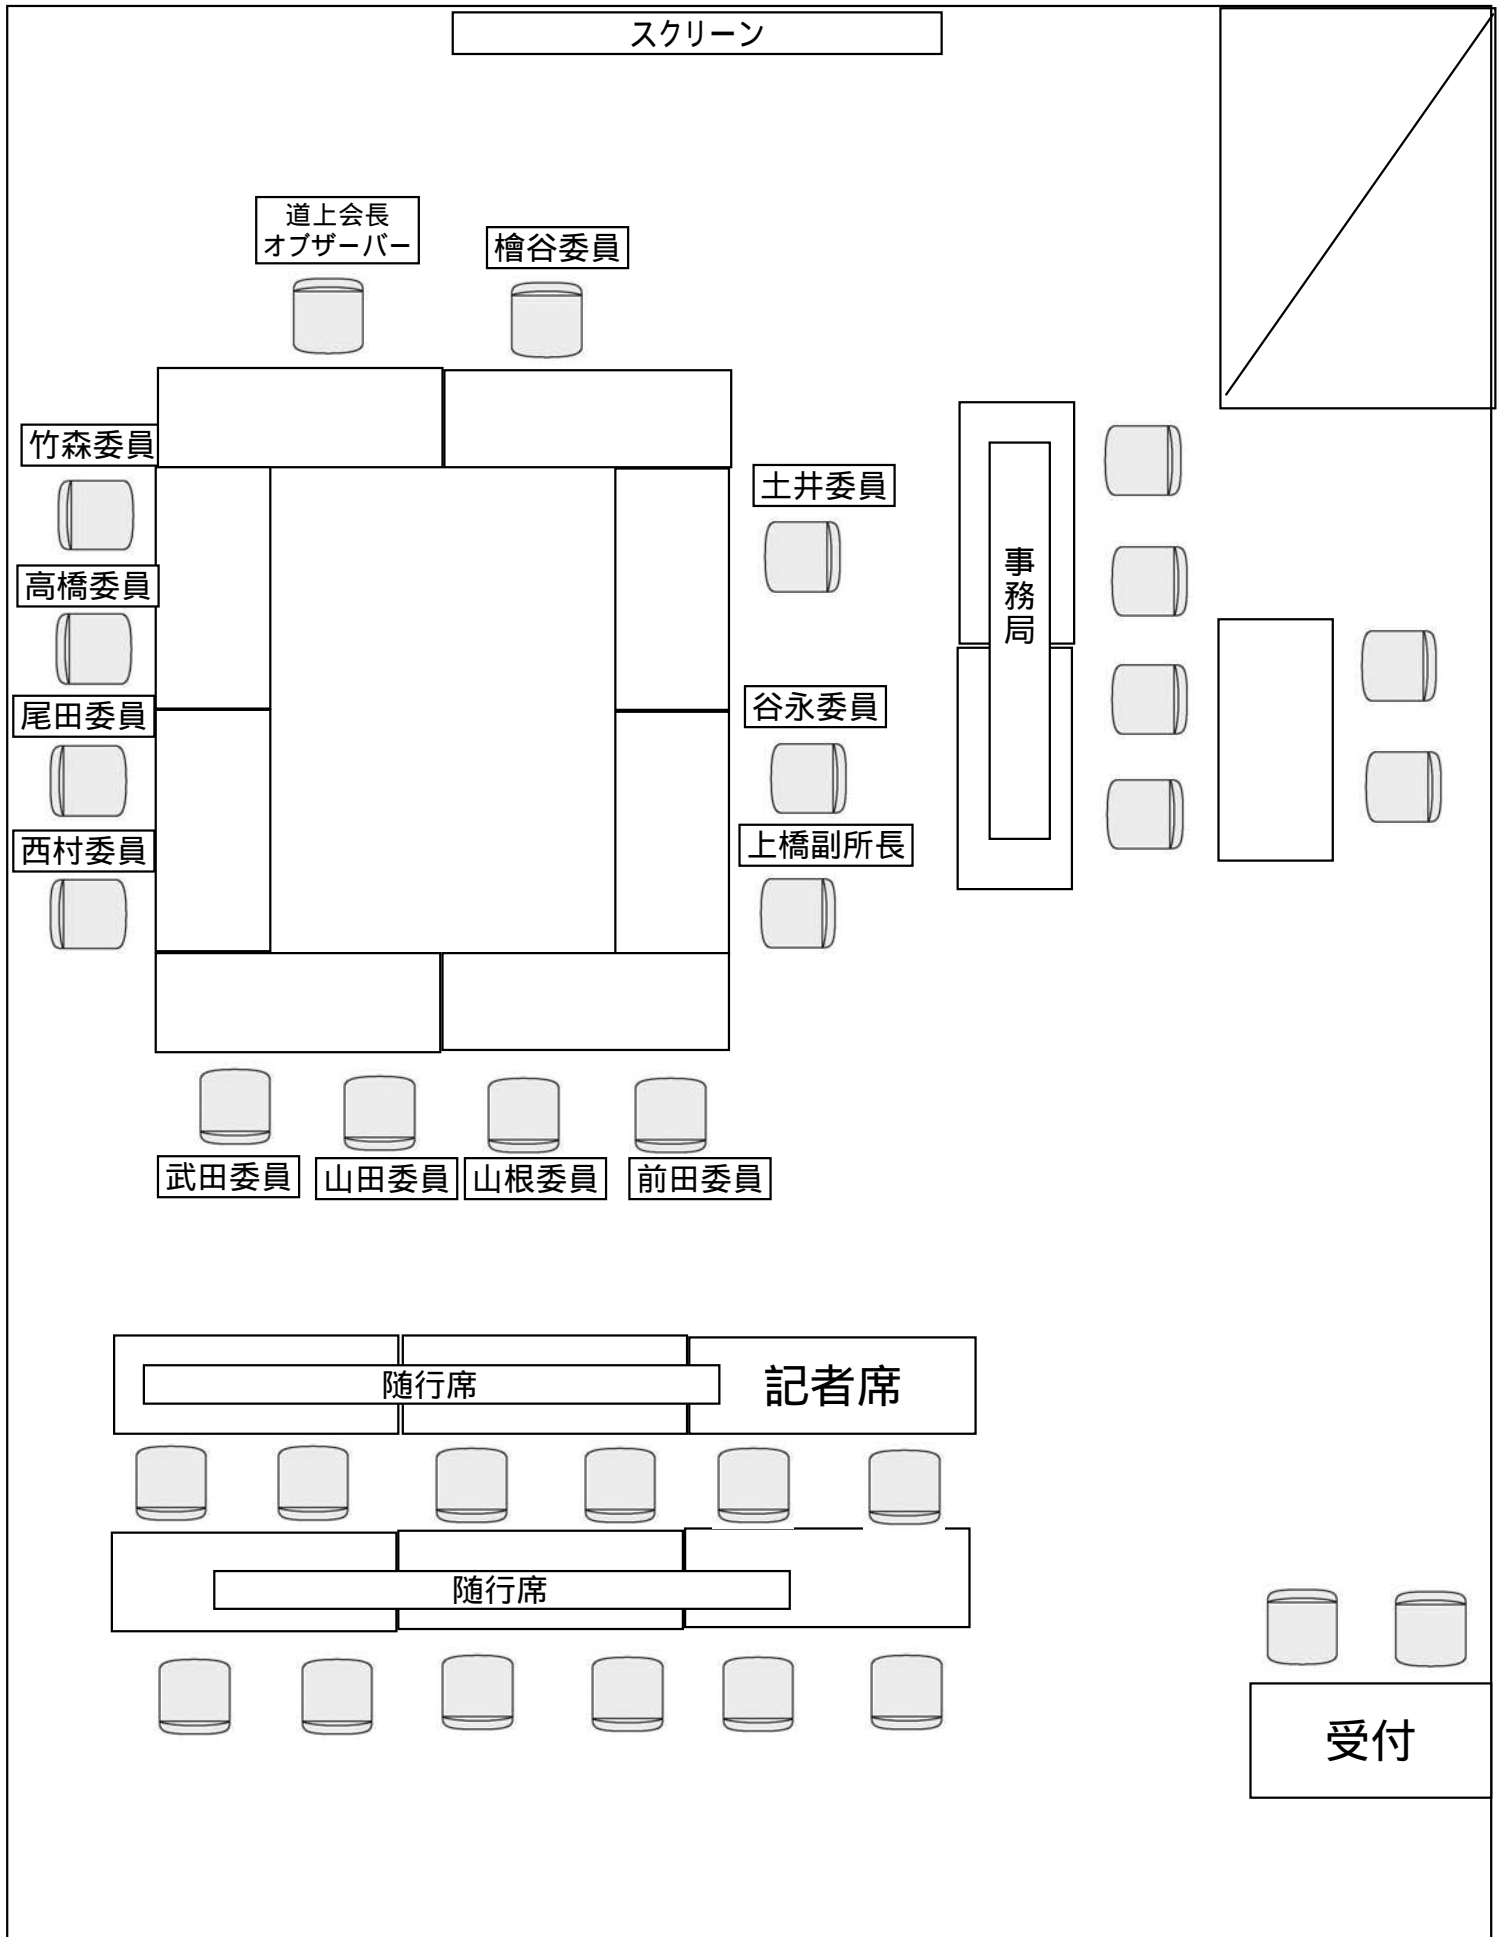 スクリーン
道上会長
オブザーバー
檜谷委員
竹森委員
土井委員
高橋委員
事務局
尾田委員
谷永委員
西村委員
上橋副所長
武田委員
山田委員
山根委員
前田委員
随行席
記者席
随行席
受付